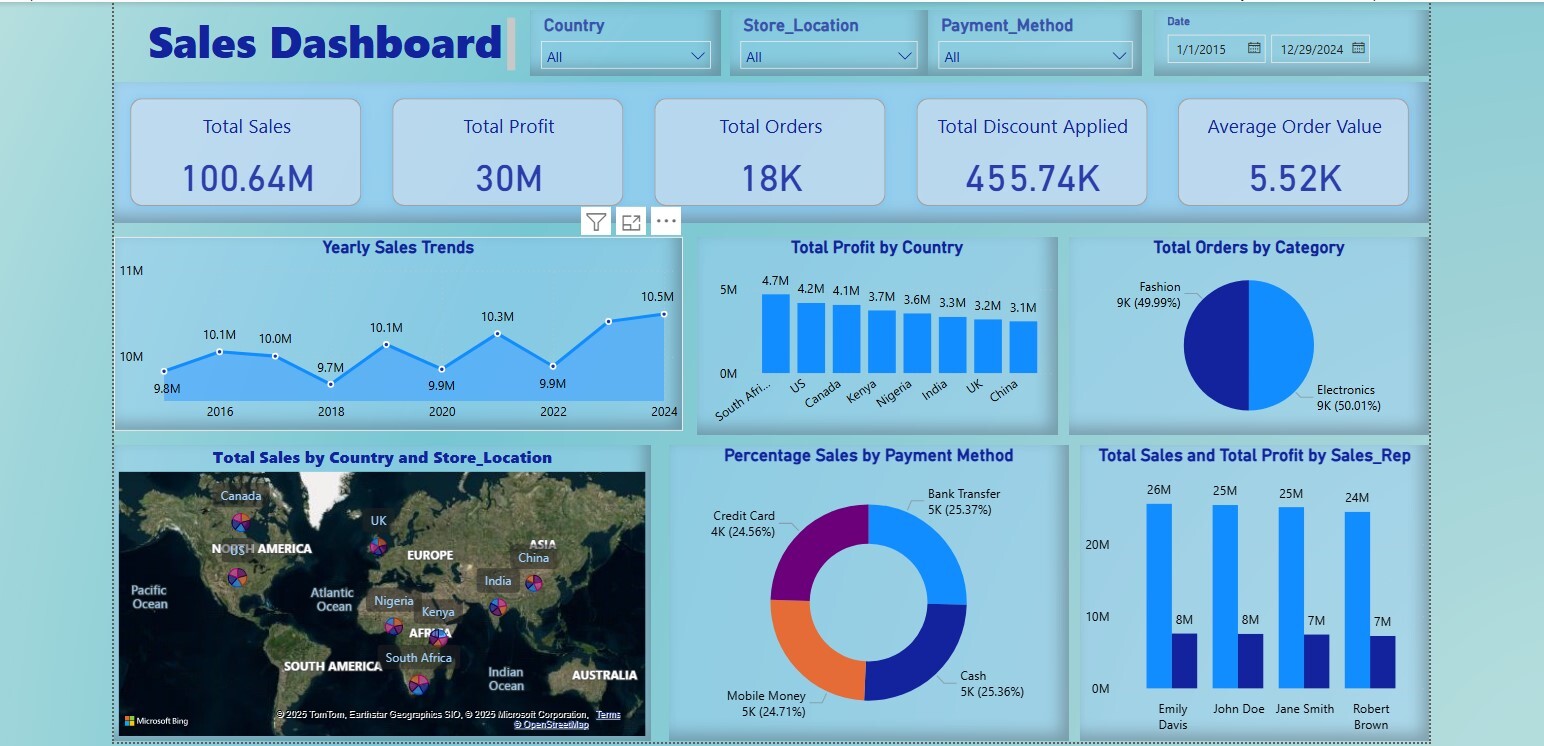 Sales Dashboard
Country
All
Store_Location
All
Payment_Method
All
Date
1/1/2015
12/29/2024
Total Sales
100.64M
Total Profit
30M
Total Orders
18K
Total Discount Applied
455.74K
Average Order Value
5.52K
Yearly Sales Trends
11M
10M
9.8M
10.1M
10.0M
9.7M
10.1M
9.9M
10.3M
9.9M
10.5M
2016
2018
2020
2022
2024
Total Profit by Country
5M
0M
4.7M
4.2M
4.1M
3.7M
3.6M
3.3M
3.2M
3.1M
South Afri...
US
Canada
Kenya
Nigeria
India
UK
China
Total Orders by Category
Fashion
9K (49.99%)
Electronics
9K (50.01%)
Total Sales by Country and Store_Location
Canada
UK
NORTH AMERICA
US
EUROPE
ASIA
China
Pacific
Ocean
Atlantic
Ocean
India
Nigeria
Kenya
AFRICA
South Africa
SOUTH AMERICA
Indian
Ocean
AUSTRALIA
Microsoft Bing
© 2025 TomTom, Earthstar Geographics SIO, © 2025 Microsoft Corporation, Terms
© OpenStreetMap
Percentage Sales by Payment Method
Bank Transfer
5K (25.37%)
Credit Card
4K (24.56%)
Cash
5K (25.36%)
Mobile Money
5K (24.71%)
Total Sales and Total Profit by Sales_Rep
20M
10M
0M
26M
8M
25M
8M
25M
7M
24M
7M
Emily
Davis
John Doe
Jane Smith
Robert
Brown